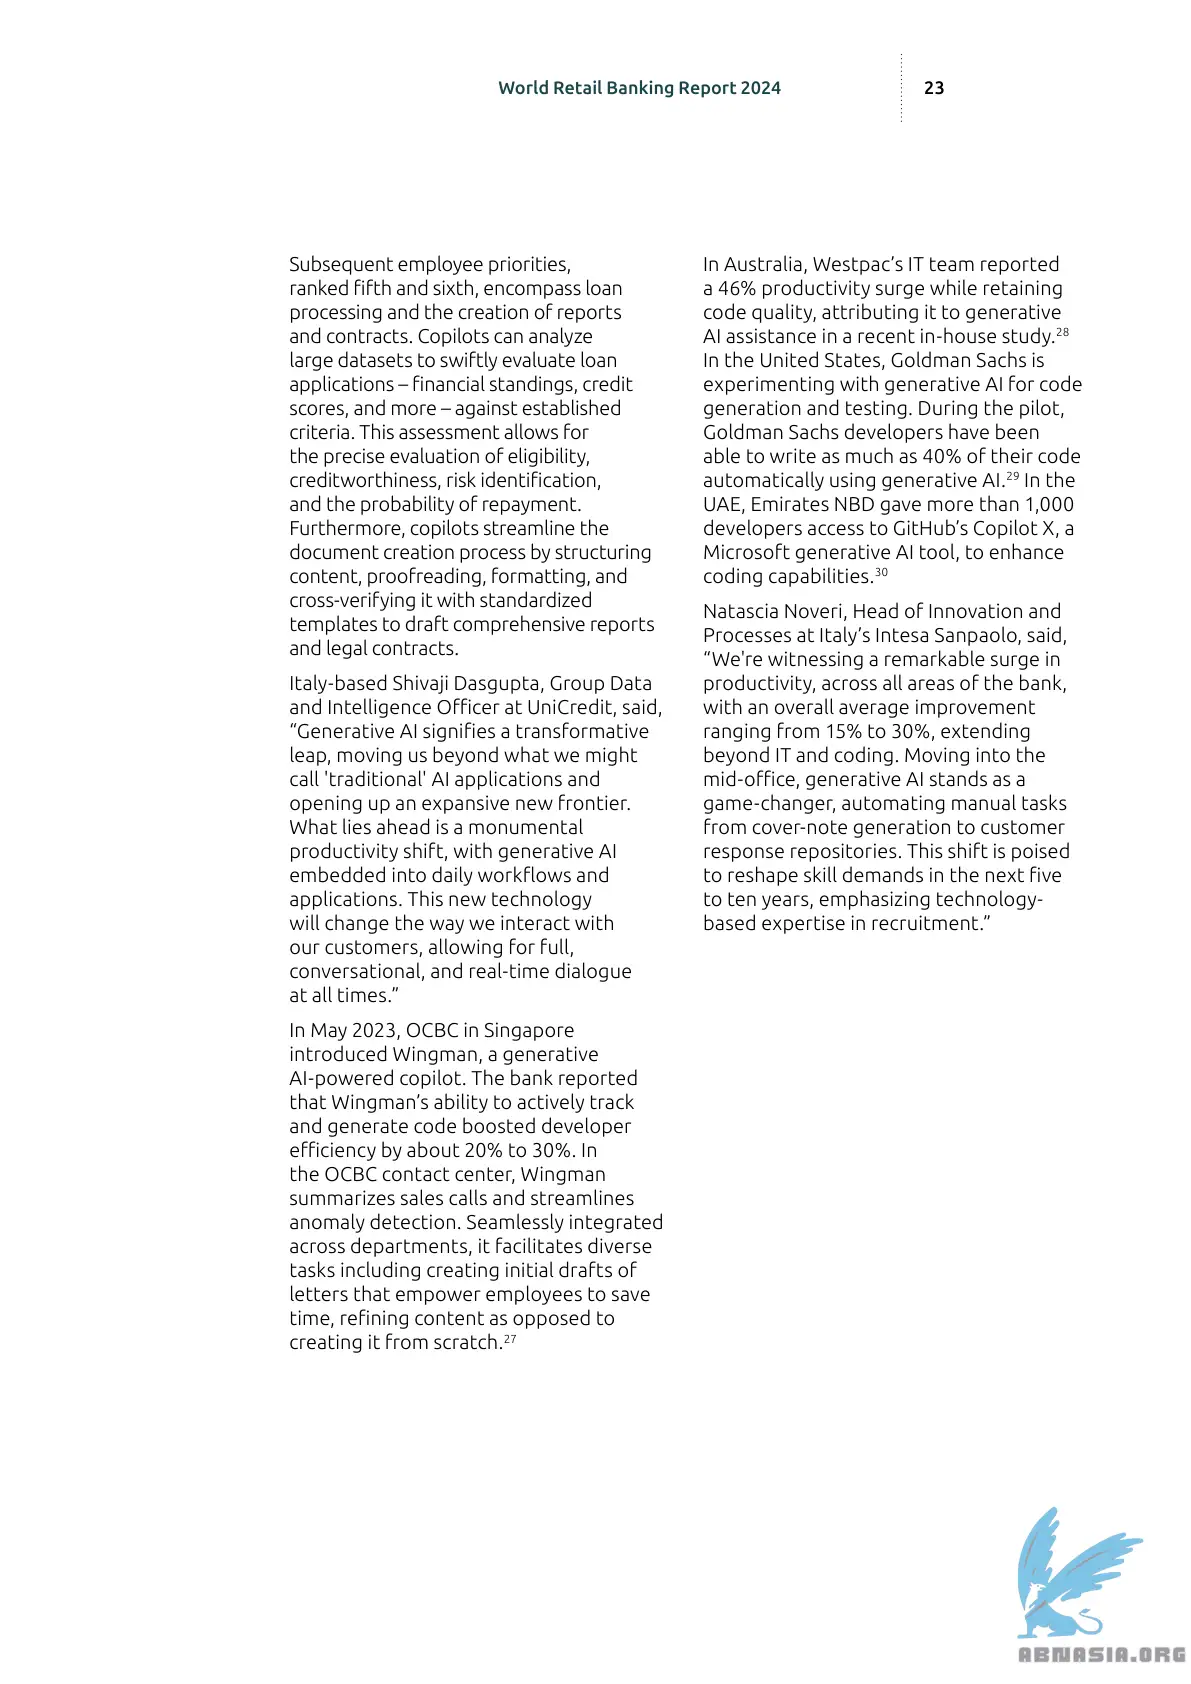 World Retail Banking Report 2024
23
Subsequent employee priorities,
ranked fifth and sixth, encompass loan
processing and the creation of reports
and contracts. Copilots can analyze
large datasets to swiftly evaluate loan
applications – financial standings, credit
scores, and more – against established
criteria. This assessment allows for
the precise evaluation of eligibility,
creditworthiness, risk identification,
and the probability of repayment.
Furthermore, copilots streamline the
document creation process by structuring
content, proofreading, formatting, and
cross-verifying it with standardized
templates to draft comprehensive reports
and legal contracts.
Italy-based Shivaji Dasgupta, Group Data
and Intelligence Officer at UniCredit, said,
“Generative AI signifies a transformative
leap, moving us beyond what we might
call 'traditional' AI applications and
opening up an expansive new frontier.
What lies ahead is a monumental
productivity shift, with generative AI
embedded into daily workflows and
applications. This new technology
will change the way we interact with
our customers, allowing for full,
conversational, and real-time dialogue
at all times.”
In May 2023, OCBC in Singapore
introduced Wingman, a generative
AI-powered copilot. The bank reported
that Wingman’s ability to actively track
and generate code boosted developer
efficiency by about 20% to 30%. In
the OCBC contact center, Wingman
summarizes sales calls and streamlines
anomaly detection. Seamlessly integrated
across departments, it facilitates diverse
tasks including creating initial drafts of
letters that empower employees to save
time, refining content as opposed to
creating it from scratch.27
In Australia, Westpac’s IT team reported
a 46% productivity surge while retaining
code quality, attributing it to generative
AI assistance in a recent in-house study.28
In the United States, Goldman Sachs is
experimenting with generative AI for code
generation and testing. During the pilot,
Goldman Sachs developers have been
able to write as much as 40% of their code
automatically using generative AI.29 In the
UAE, Emirates NBD gave more than 1,000
developers access to GitHub’s Copilot X, a
Microsoft generative AI tool, to enhance
coding capabilities.30
Natascia Noveri, Head of Innovation and
Processes at Italy’s Intesa Sanpaolo, said,
“We're witnessing a remarkable surge in
productivity, across all areas of the bank,
with an overall average improvement
ranging from 15% to 30%, extending
beyond IT and coding. Moving into the
mid-office, generative AI stands as a
game-changer, automating manual tasks
from cover-note generation to customer
response repositories. This shift is poised
to reshape skill demands in the next five
to ten years, emphasizing technology-
based expertise in recruitment.”
ABNASIA.ORG